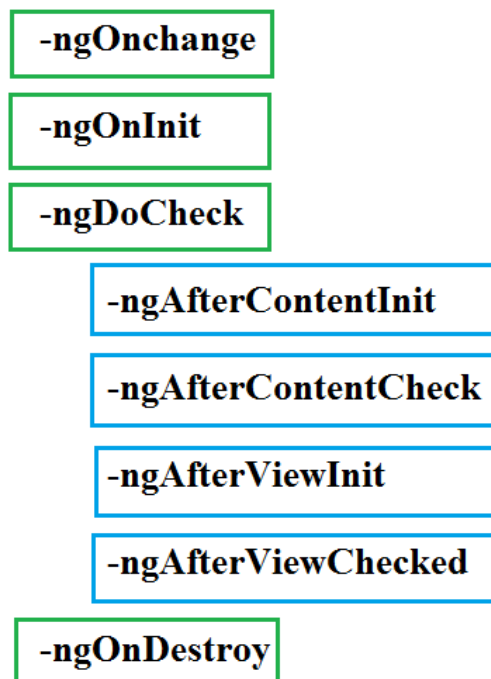 -ngOnchange
-ngOnInit
-ngDoCheck
-ngAfterContentInit
-ngAfterContentCheck
-ngAfterViewInit
-ngAfterViewChecked
-ngOnDestroy